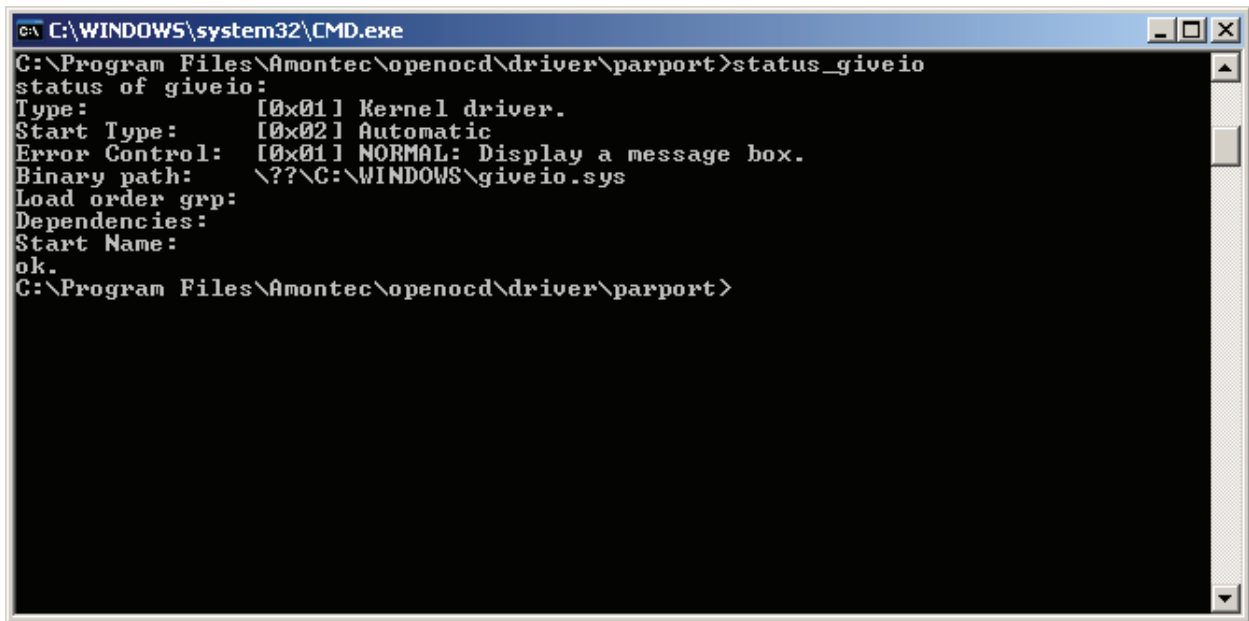 C:\WINDOWS\system32\CMD.exe
C:\Program Files\Amontec\openocd\driver\parport>status_giveio
status of giveio:
Type:           [0x01] Kernel driver.
Start Type:     [0x02] Automatic
Error Control:  [0x01] NORMAL: Display a message box.
Binary path:    \??\C:\WINDOWS\giveio.sys
Load order grp:
Dependencies:
Start Name:
ok.
C:\Program Files\Amontec\openocd\driver\parport>